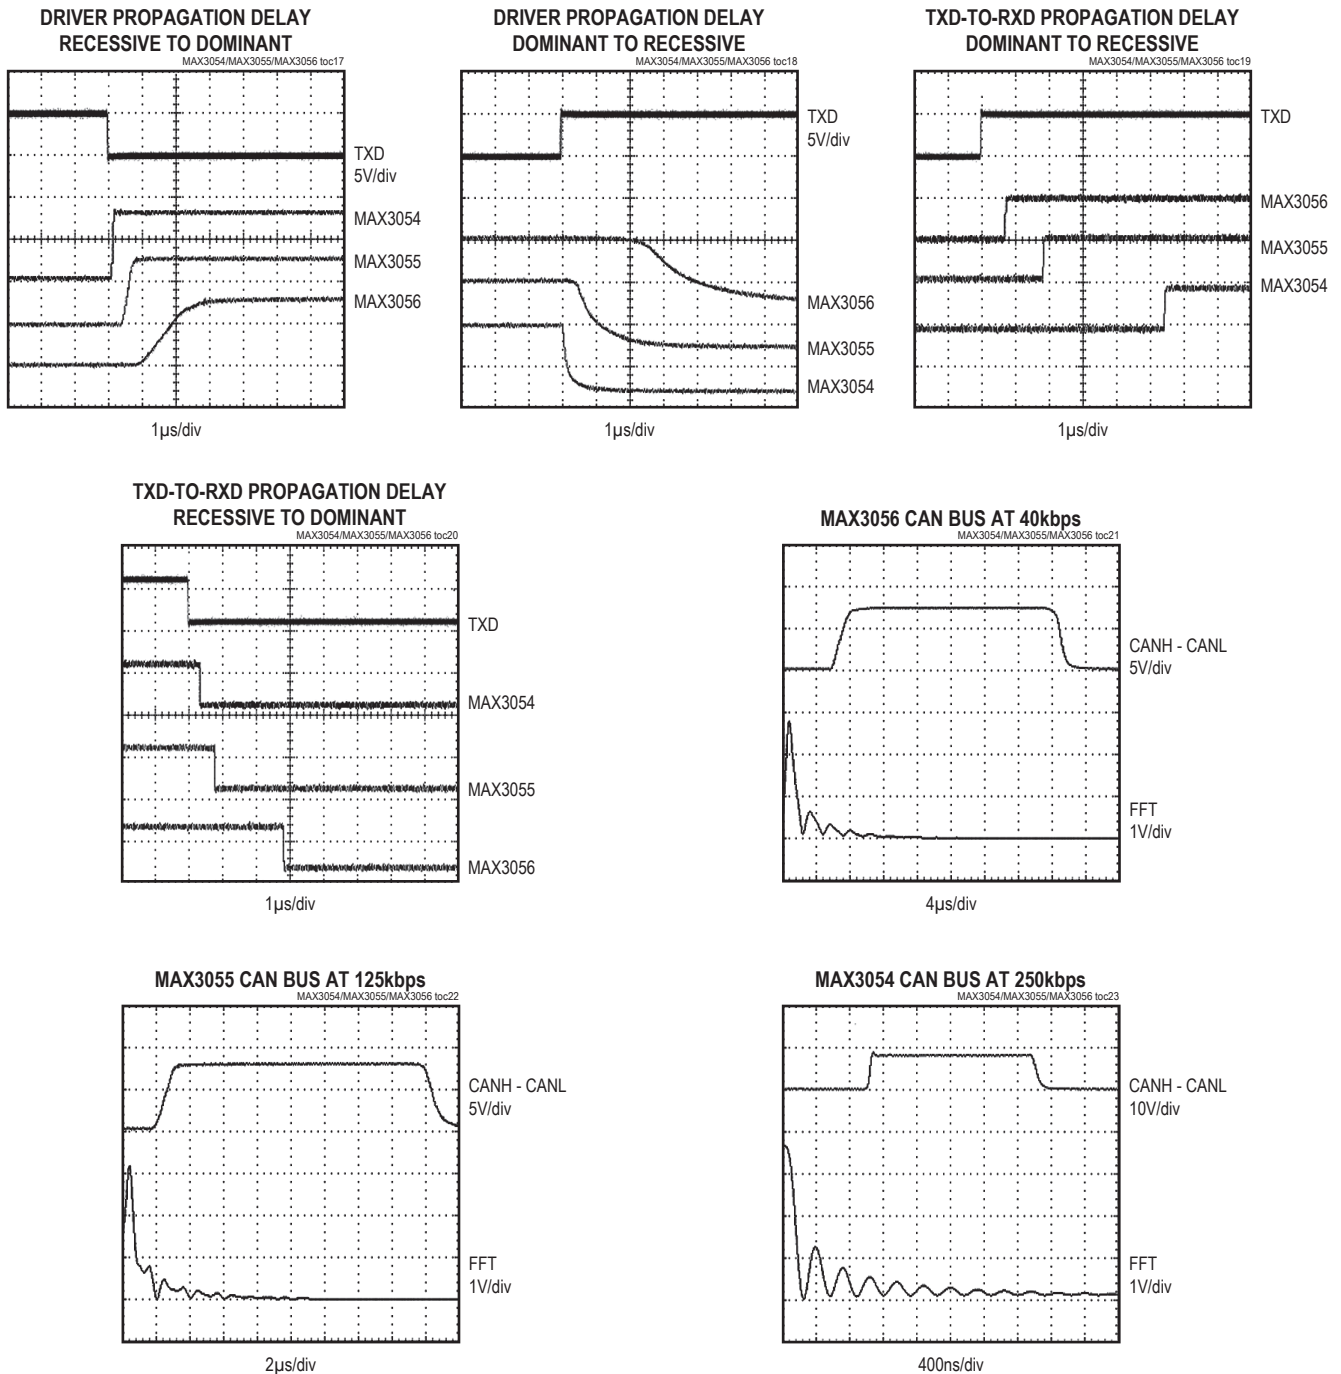 DRIVER PROPAGATION DELAY
RECESSIVE TO DOMINANT
MAX3054/MAX3055/MAX3056 toc17
TXD
5V/div
MAX3054
MAX3055
MAX3056
1µs/div
DRIVER PROPAGATION DELAY
DOMINANT TO RECESSIVE
MAX3054/MAX3055/MAX3056 toc18
TXD
5V/div
MAX3056
MAX3055
MAX3054
1µs/div
TXD-TO-RXD PROPAGATION DELAY
DOMINANT TO RECESSIVE
MAX3054/MAX3055/MAX3056 toc19
TXD
MAX3056
MAX3055
MAX3054
1µs/div
TXD-TO-RXD PROPAGATION DELAY
RECESSIVE TO DOMINANT
MAX3054/MAX3055/MAX3056 toc20
TXD
MAX3054
MAX3055
MAX3056
1µs/div
MAX3056 CAN BUS AT 40kbps
MAX3054/MAX3055/MAX3056 toc21
CANH - CANL
5V/div
FFT
1V/div
4µs/div
MAX3055 CAN BUS AT 125kbps
MAX3054/MAX3055/MAX3056 toc22
CANH - CANL
5V/div
FFT
1V/div
2µs/div
MAX3054 CAN BUS AT 250kbps
MAX3054/MAX3055/MAX3056 toc23
CANH - CANL
10V/div
FFT
1V/div
400ns/div